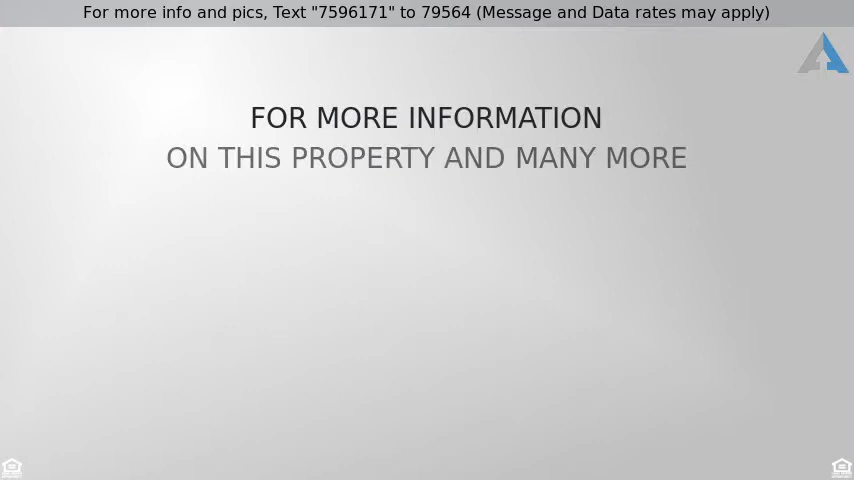 For more info and pics, Text "7596171" to 79564 (Message and Data rates may apply)
FOR MORE INFORMATION
ON THIS PROPERTY AND MANY MORE